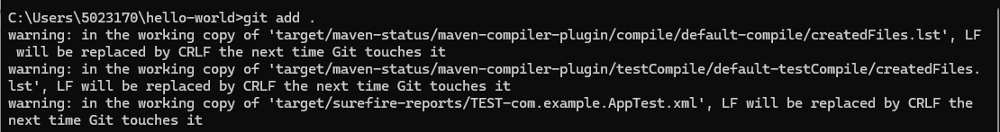 C:\Users\5023170\hello-world>git add .
warning: in the working copy of 'target/maven-status/maven-compiler-plugin/compile/default-compile/createdFiles.lst', LF
 will be replaced by CRLF the next time Git touches it
warning: in the working copy of 'target/maven-status/maven-compiler-plugin/testCompile/default-testCompile/createdFiles.
lst', LF will be replaced by CRLF the next time Git touches it
warning: in the working copy of 'target/surefire-reports/TEST-com.example.AppTest.xml', LF will be replaced by CRLF the
next time Git touches it